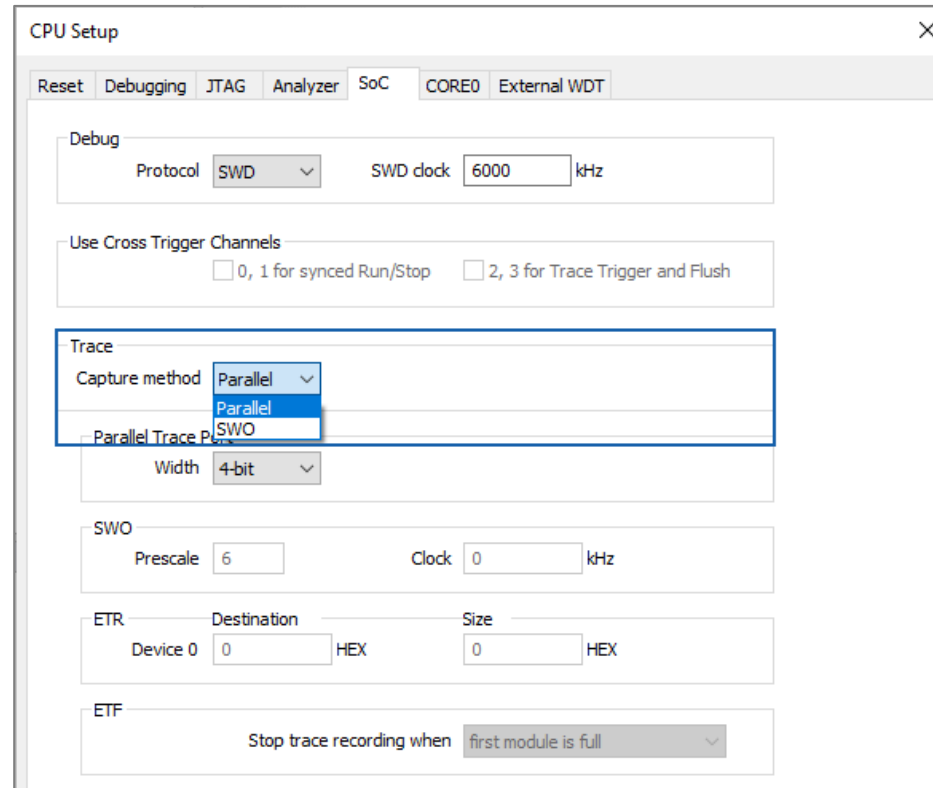 CPU Setup
Reset Debugging JTAG Analyzer SoC CORE0 External WDT
Debug
Protocol SWD SWD clock 6000 kHz
Use Cross Trigger Channels
0, 1 for synced Run/Stop 2, 3 for Trace Trigger and Flush
Trace
Capture method Parallel
Parallel
SWO
Parallel Trace
Width 4-bit
SWO
Prescale 6 Clock 0 kHz
ETR Destination Size
Device 0 0 HEX 0 HEX
ETF
Stop trace recording when first module is full